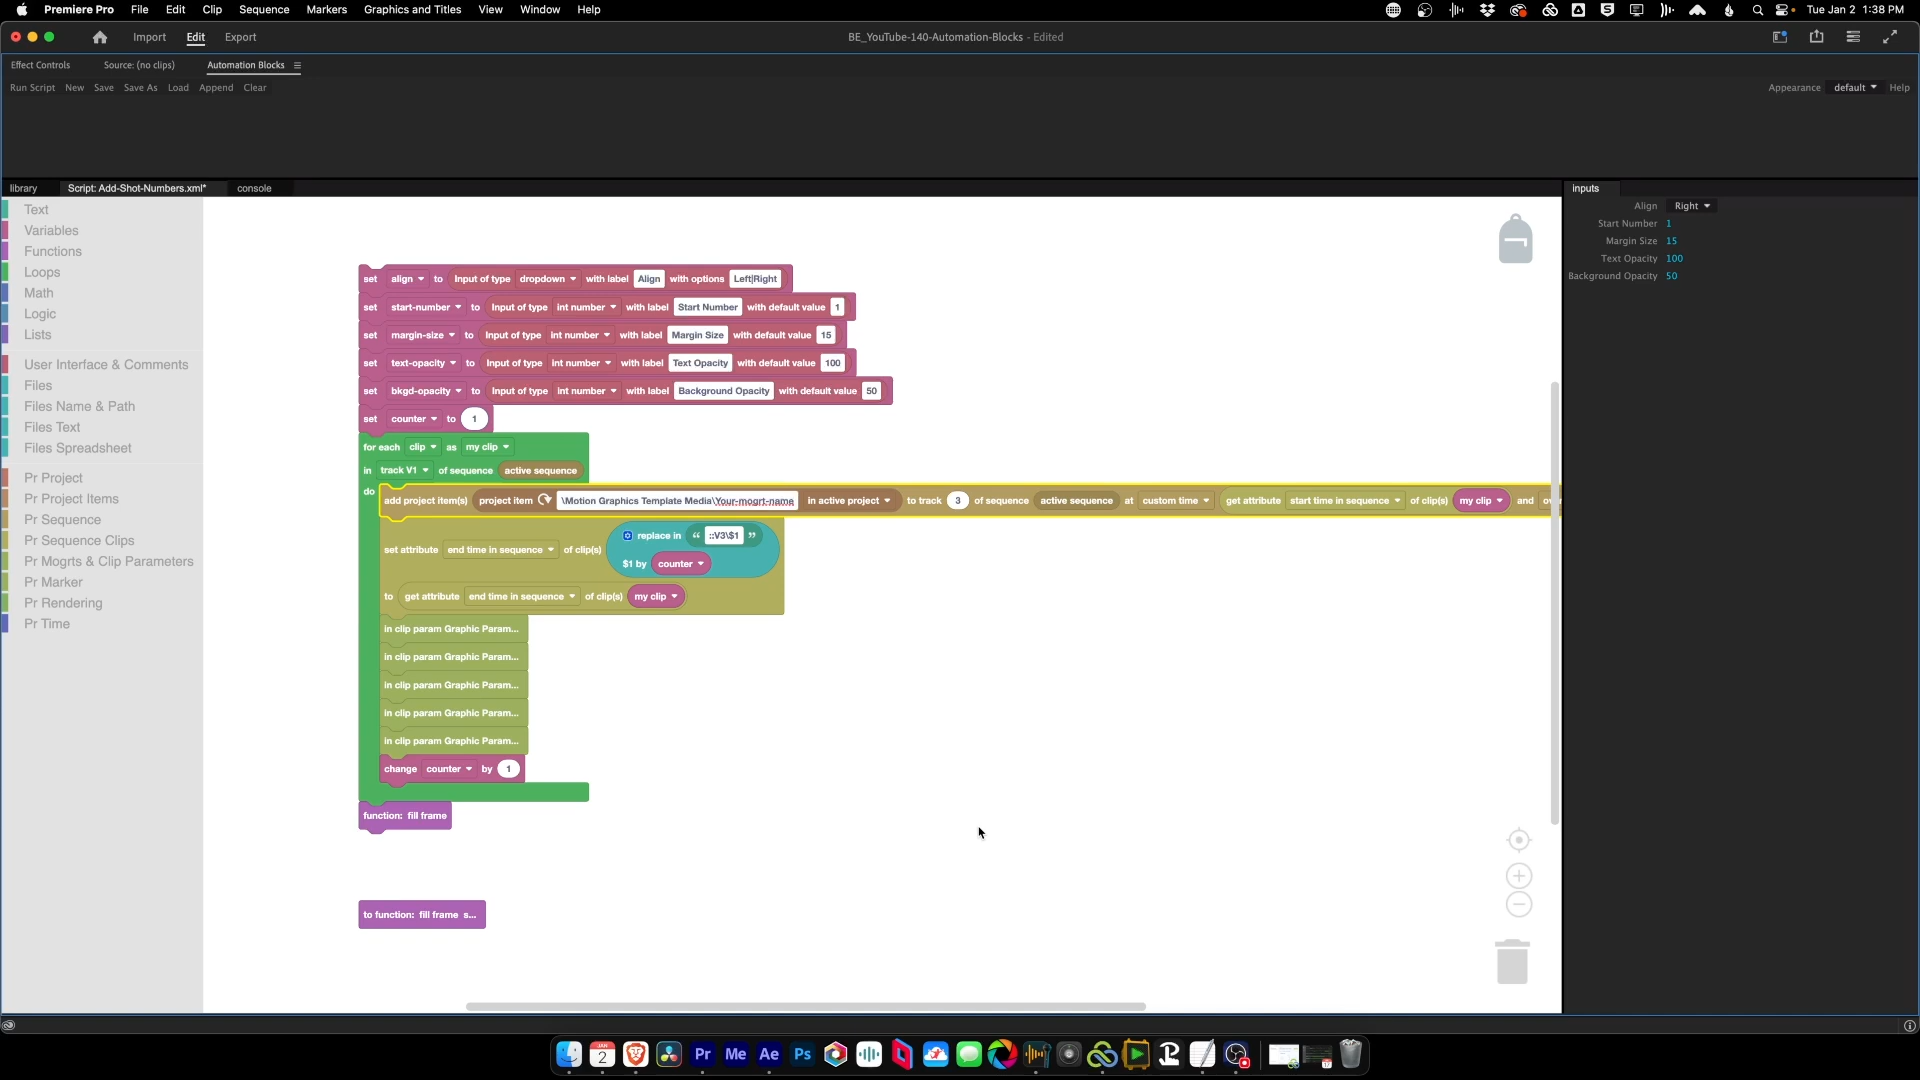 Premiere Pro File Edit Clip Sequence Markers Graphics and Titles View Window Help Tue Jan 2 1:38 PM
Import Edit Export BE_YouTube-140-Automation-Blocks - Edited
Effect Controls Source: (no clips) Automation Blocks
Run Script New Save Save As Load Append Clear Appearance default Help
library Script: Add-Shot-Numbers.xml* console inputs
Text
Variables
Functions
Loops
Math
Logic
Lists
User Interface & Comments
Files
Files Name & Path
Files Text
Files Spreadsheet
Pr Project
Pr Project Items
Pr Sequence
Pr Sequence Clips
Pr Mogrts & Clip Parameters
Pr Marker
Pr Rendering
Pr Time
set align to Input of type dropdown with label Align with options Left|Right
set start-number to Input of type int number with label Start Number with default value 1
set margin-size to Input of type int number with label Margin Size with default value 15
set text-opacity to Input of type int number with label Text Opacity with default value 100
set bkgd-opacity to Input of type int number with label Background Opacity with default value 50
set counter to 1
for each clip as my clip
in track V1 of sequence active sequence
do add project item(s) project item \Motion Graphics Template Media\Your-mogrt-name in active project to track 3 of sequence active sequence at custom time get attribute start time in sequence of clip(s) my clip and
set attribute end time in sequence of clip(s) replace in “ ::V3\$1 ”
$1 by counter
to get attribute end time in sequence of clip(s) my clip
in clip param Graphic Param...
in clip param Graphic Param...
in clip param Graphic Param...
in clip param Graphic Param...
in clip param Graphic Param...
change counter by 1
function: fill frame
to function: fill frame s...
Align Right
Start Number 1
Margin Size 15
Text Opacity 100
Background Opacity 50
JAN
2
Pr Me Ae Ps